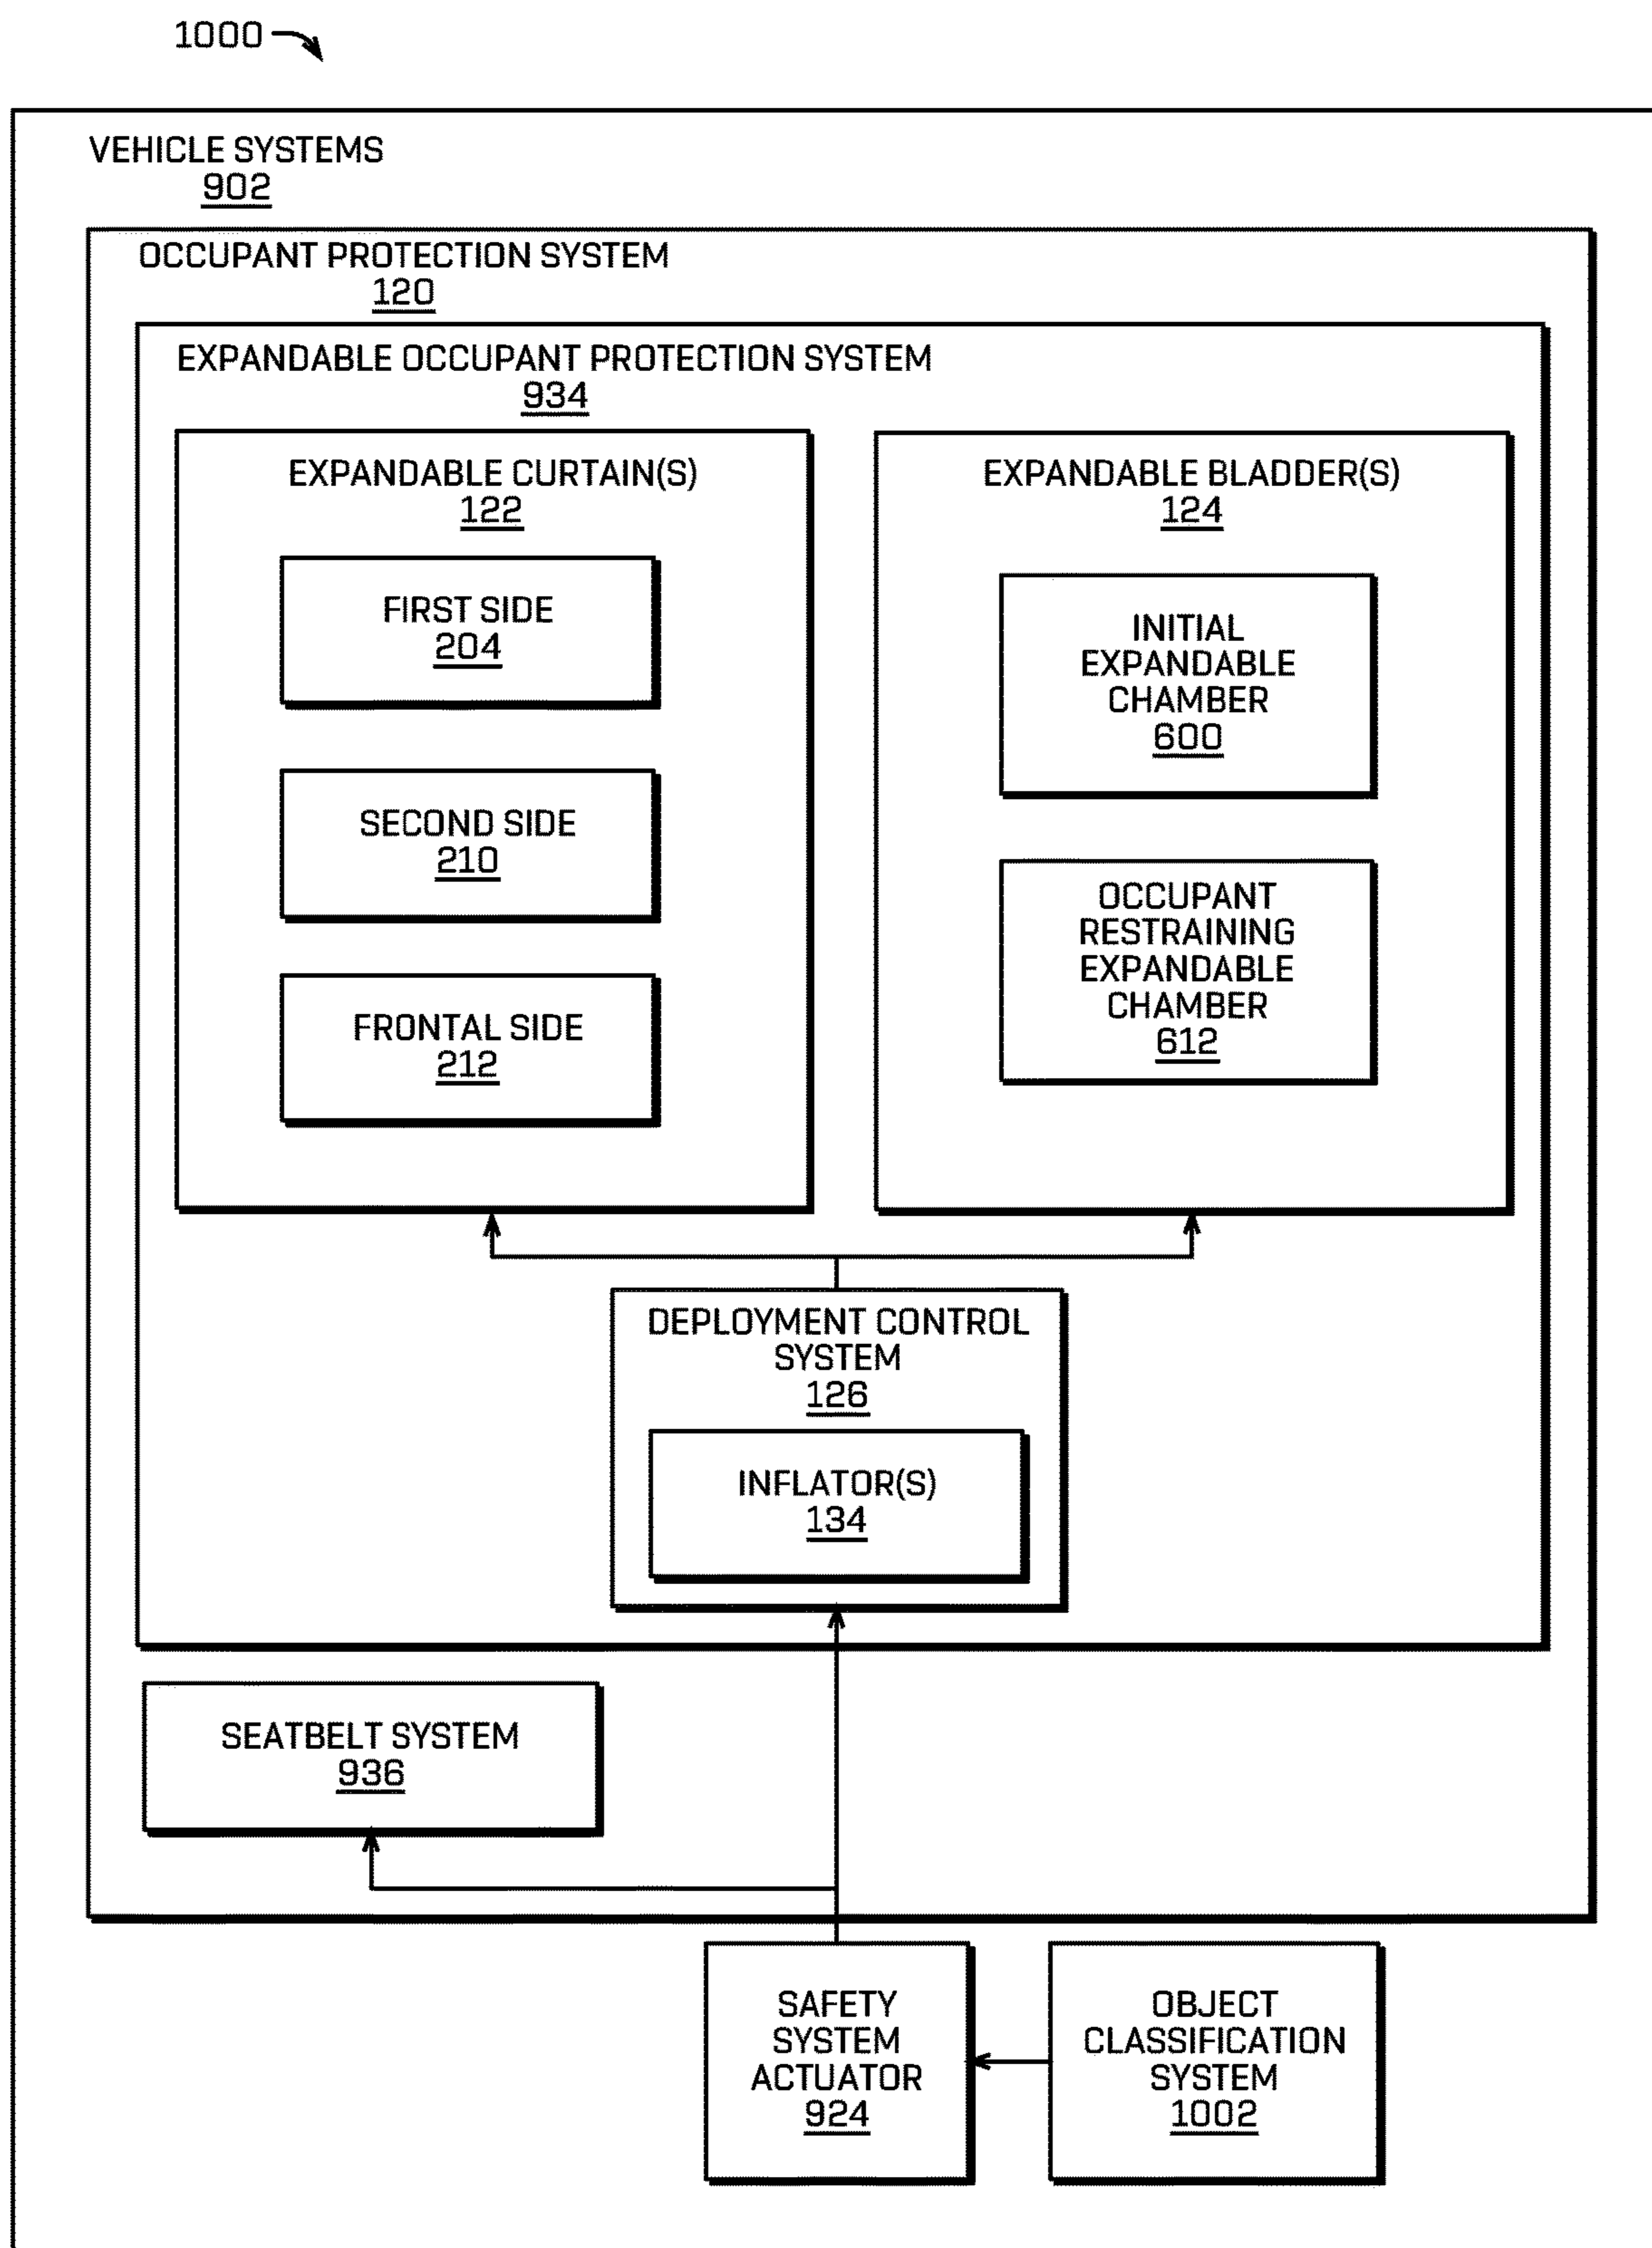 1000
VEHICLE SYSTEMS
902
OCCUPANT PROTECTION SYSTEM
120
EXPANDABLE OCCUPANT PROTECTION SYSTEM
934
EXPANDABLE CURTAIN(S)
122
FIRST SIDE
204
SECOND SIDE
210
FRONTAL SIDE
212
EXPANDABLE BLADDER(S)
124
INITIAL
EXPANDABLE
CHAMBER
600
OCCUPANT
RESTRAINING
EXPANDABLE
CHAMBER
612
DEPLOYMENT CONTROL
SYSTEM
126
INFLATOR(S)
134
SEATBELT SYSTEM
936
SAFETY
SYSTEM
ACTUATOR
924
OBJECT
CLASSIFICATION
SYSTEM
1002